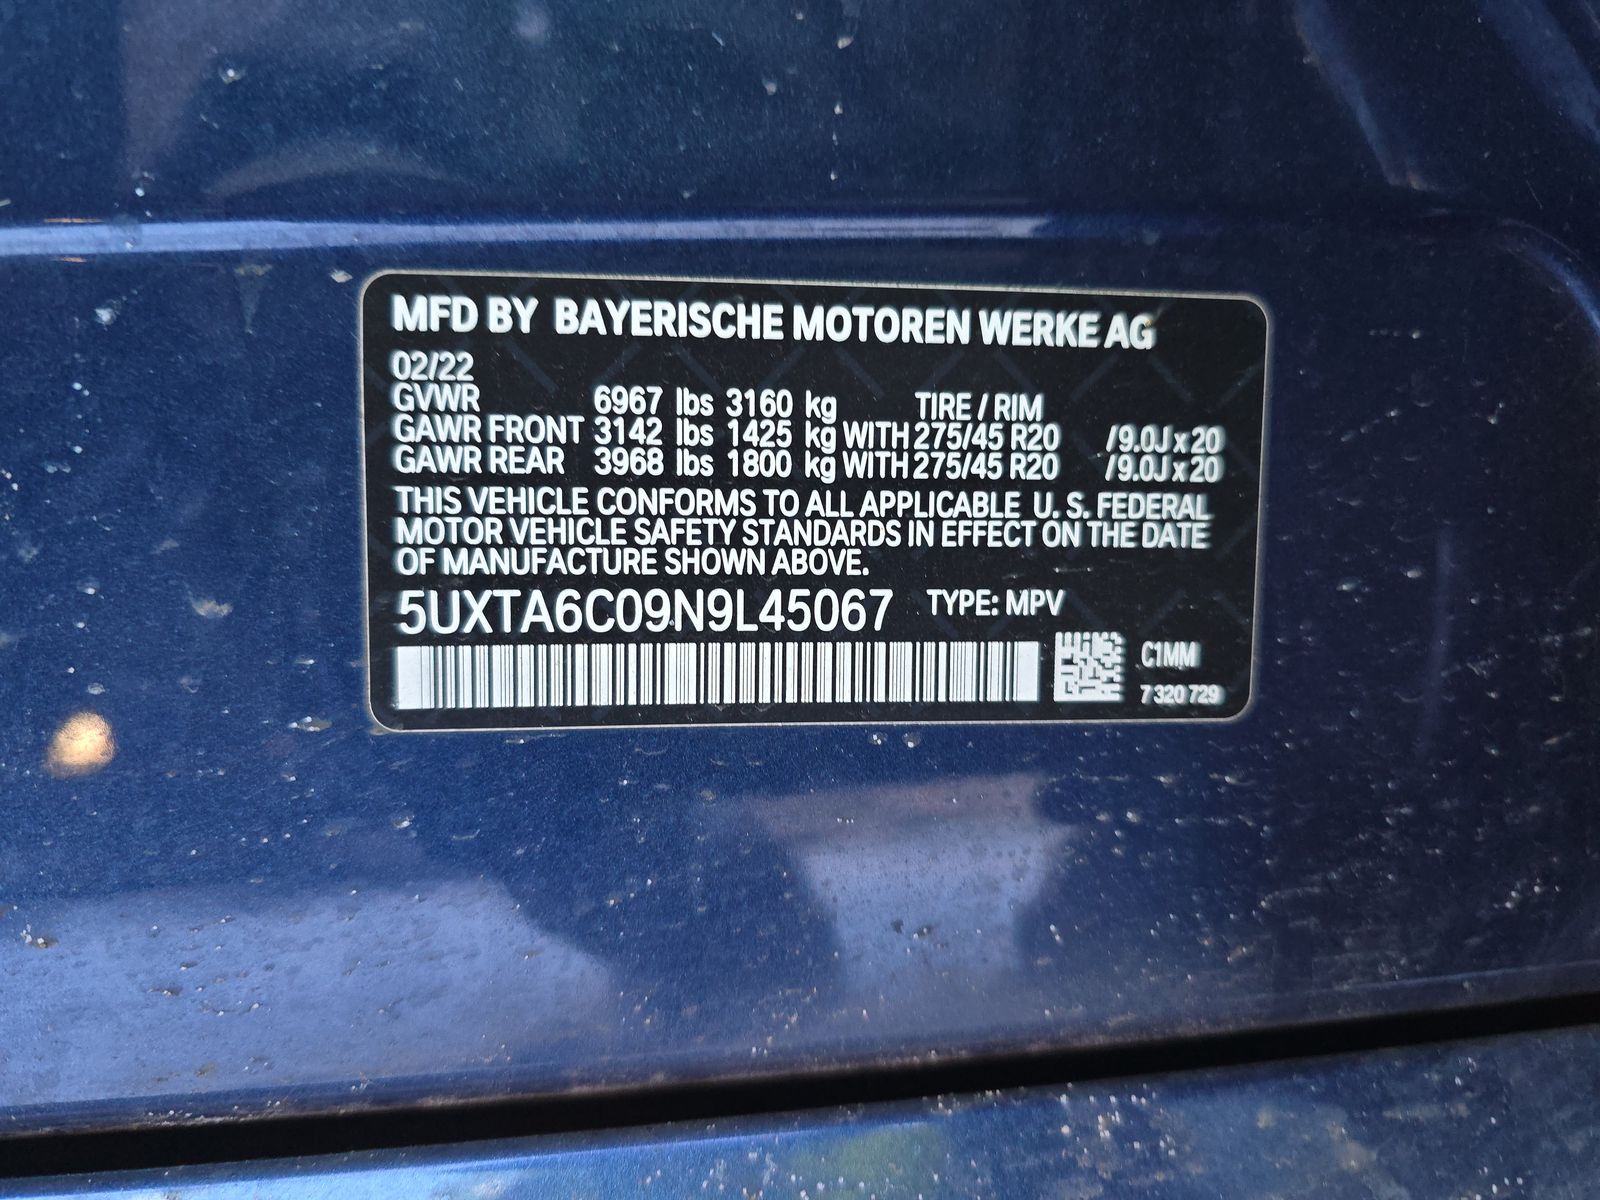 MFD BY BAYERISCHE MOTOREN WERKE AG
02/22
GVWR 6967 lbs 3160 kg TIRE / RIM
GAWR FRONT 3142 lbs 1425 kg WITH 275/45 R20 /9.0J x 20
GAWR REAR 3968 lbs 1800 kg WITH 275/45 R20 /9.0J x 20
THIS VEHICLE CONFORMS TO ALL APPLICABLE U. S. FEDERAL
MOTOR VEHICLE SAFETY STANDARDS IN EFFECT ON THE DATE
OF MANUFACTURE SHOWN ABOVE.
5UXTA6C09N9L45067 TYPE: MPV
C1MM
7 320 729